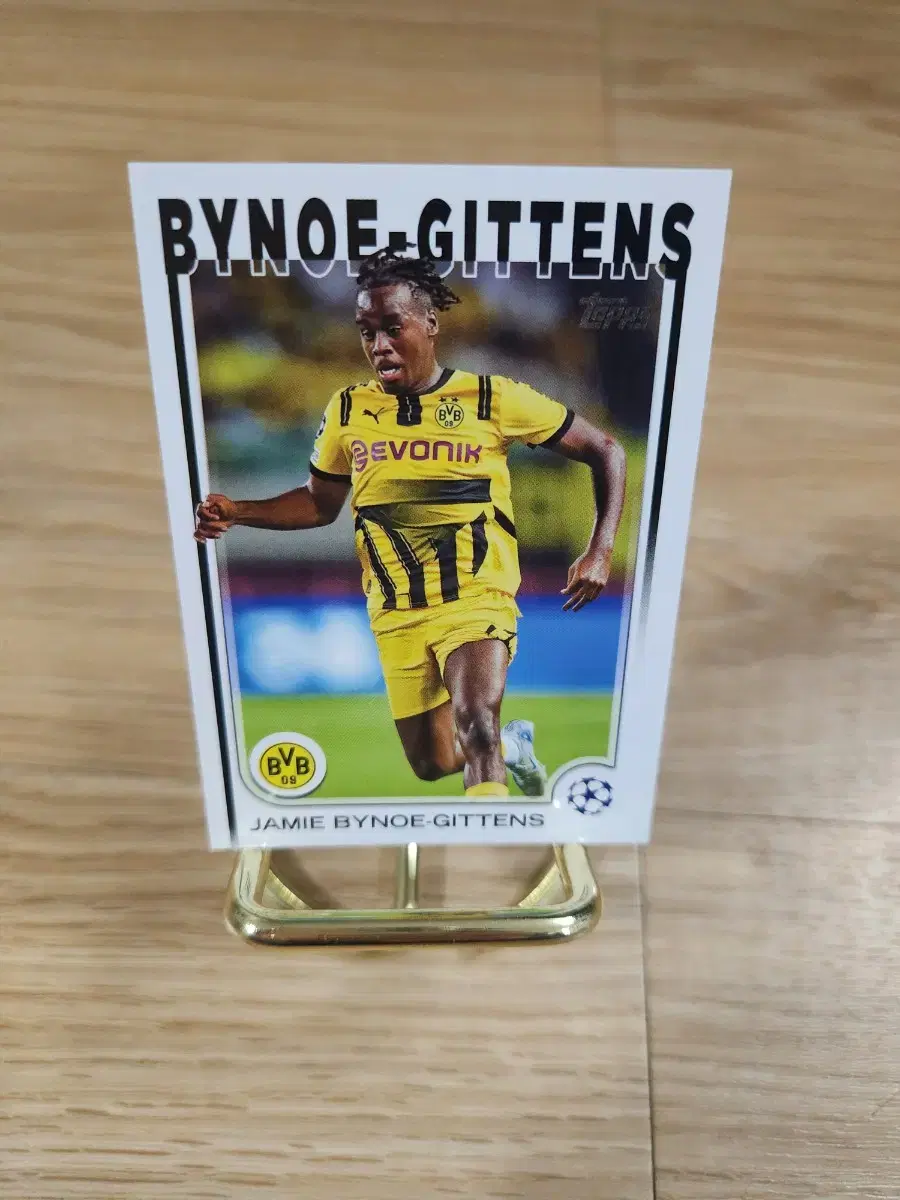 BYNOE-GITTENS
Topps
BVB
09
EVONIK
BVB
09
JAMIE BYNOE-GITTENS